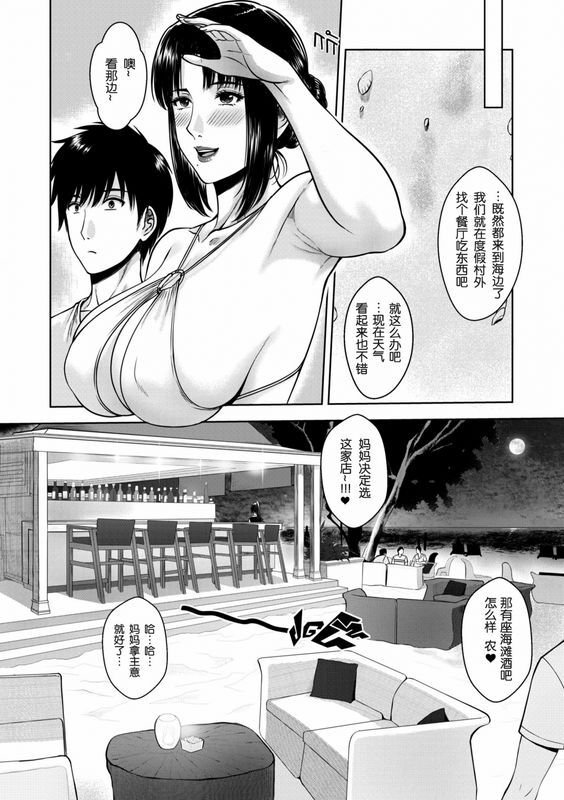 …既然都来到海边了
我们就在度假村外
找个餐厅吃东西吧
就这么办吧
…现在天气
看起来也不错
噢~
看那边~
妈妈决定选
这家店~!!!♥
那有座海滩酒吧
怎么样 农♥
哈…哈…
妈妈拿主意
就好了…